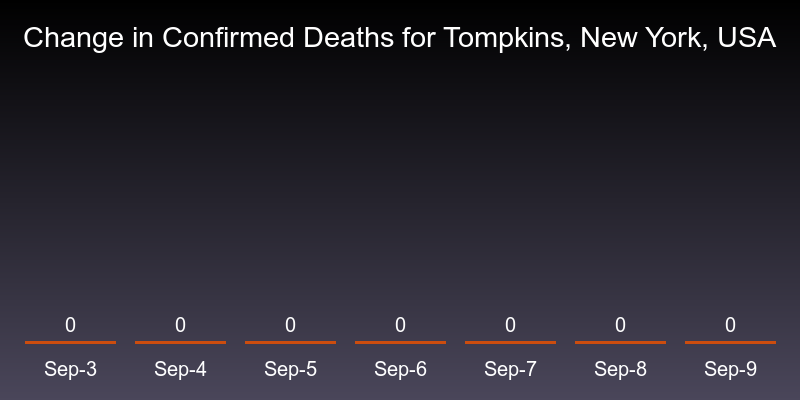 Change in Confirmed Deaths for Tompkins, New York, USA
0 0 0 0 0 0 0
Sep-3 Sep-4 Sep-5 Sep-6 Sep-7 Sep-8 Sep-9